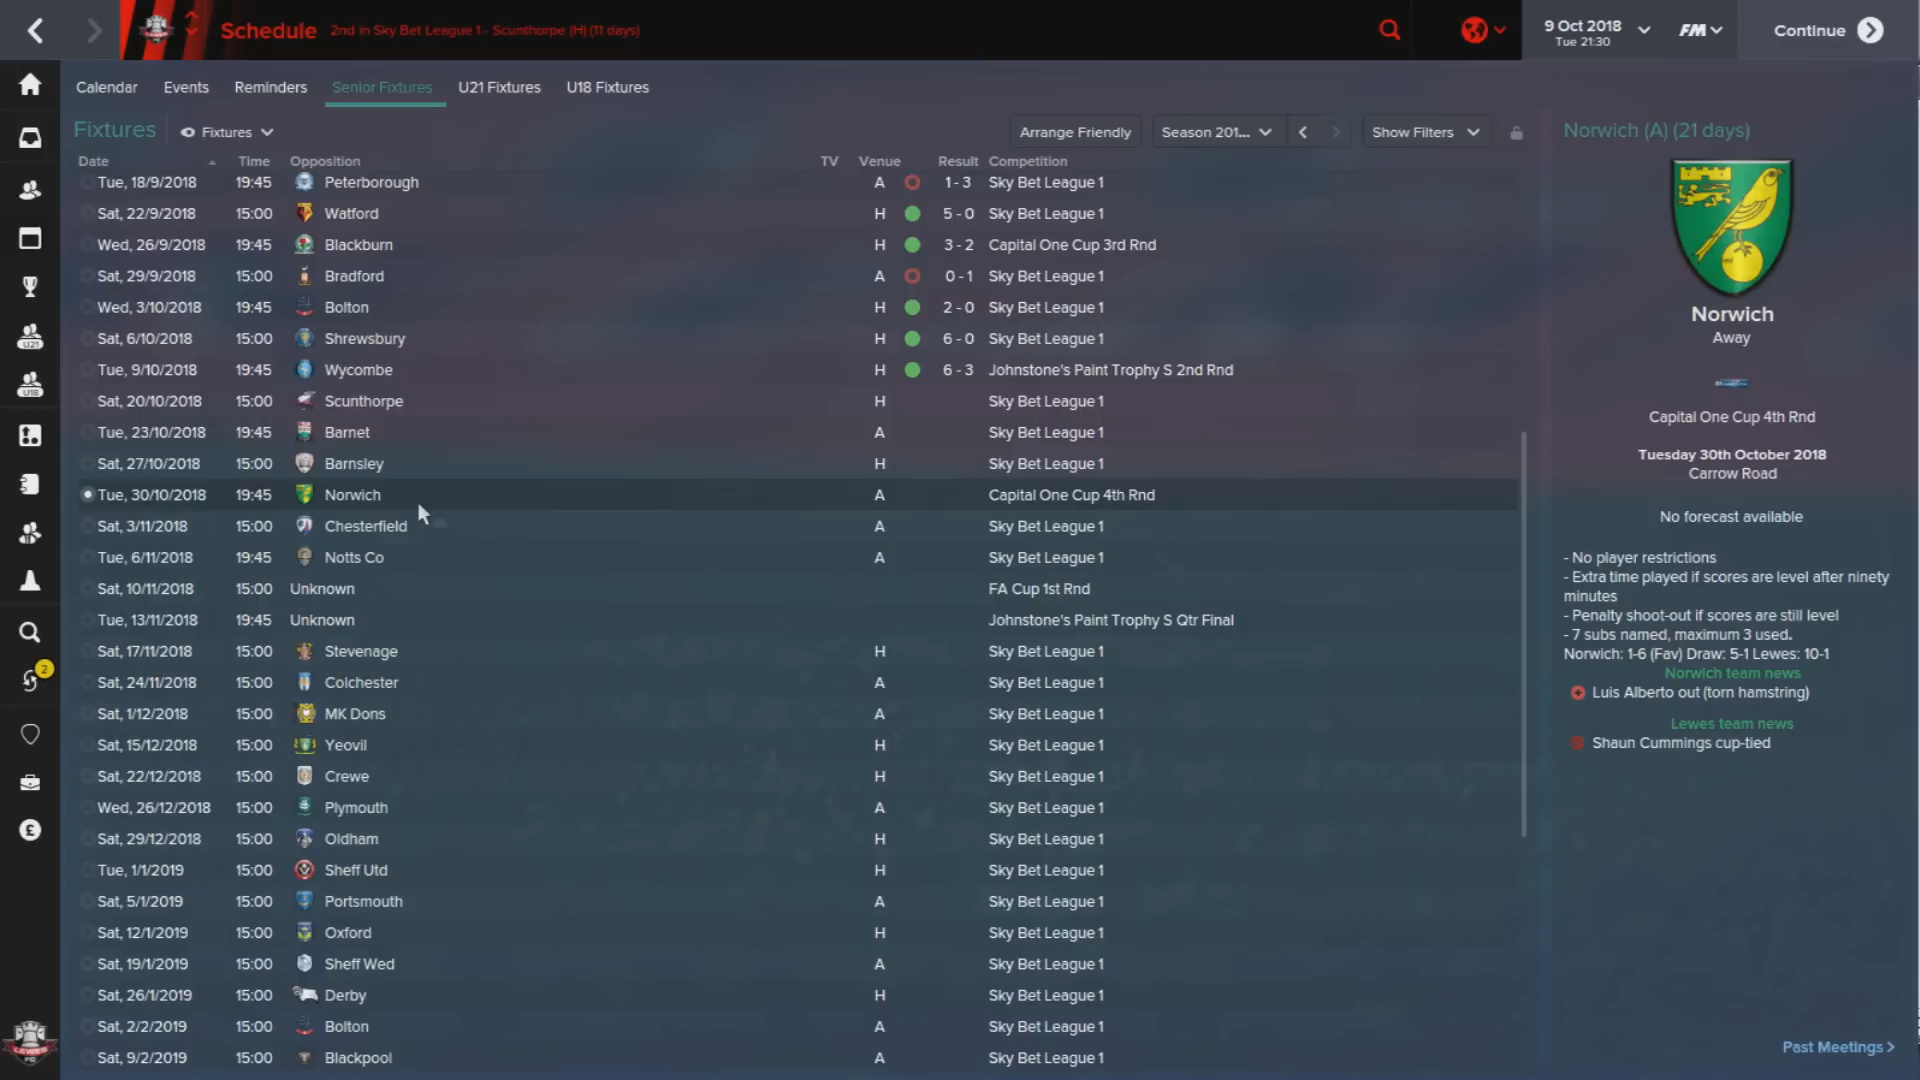 Schedule 2nd in Sky Bet League 1 - Scunthorpe (H) (11 days)
9 Oct 2018
Tue 21:30
FM
Continue
Calendar Events Reminders Senior Fixtures U21 Fixtures U18 Fixtures
Fixtures Fixtures Arrange Friendly Season 201... Show Filters
Date Time Opposition TV Venue Result Competition
Tue, 18/9/2018 19:45 Peterborough A 1 - 3 Sky Bet League 1
Sat, 22/9/2018 15:00 Watford H 5 - 0 Sky Bet League 1
Wed, 26/9/2018 19:45 Blackburn H 3 - 2 Capital One Cup 3rd Rnd
Sat, 29/9/2018 15:00 Bradford A 0 - 1 Sky Bet League 1
Wed, 3/10/2018 19:45 Bolton H 2 - 0 Sky Bet League 1
Sat, 6/10/2018 15:00 Shrewsbury H 6 - 0 Sky Bet League 1
Tue, 9/10/2018 19:45 Wycombe H 6 - 3 Johnstone's Paint Trophy S 2nd Rnd
Sat, 20/10/2018 15:00 Scunthorpe H Sky Bet League 1
Tue, 23/10/2018 19:45 Barnet A Sky Bet League 1
Sat, 27/10/2018 15:00 Barnsley H Sky Bet League 1
Tue, 30/10/2018 19:45 Norwich A Capital One Cup 4th Rnd
Sat, 3/11/2018 15:00 Chesterfield A Sky Bet League 1
Tue, 6/11/2018 19:45 Notts Co A Sky Bet League 1
Sat, 10/11/2018 15:00 Unknown FA Cup 1st Rnd
Tue, 13/11/2018 19:45 Unknown Johnstone's Paint Trophy S Qtr Final
Sat, 17/11/2018 15:00 Stevenage H Sky Bet League 1
Sat, 24/11/2018 15:00 Colchester A Sky Bet League 1
Sat, 1/12/2018 15:00 MK Dons A Sky Bet League 1
Sat, 15/12/2018 15:00 Yeovil H Sky Bet League 1
Sat, 22/12/2018 15:00 Crewe H Sky Bet League 1
Wed, 26/12/2018 15:00 Plymouth A Sky Bet League 1
Sat, 29/12/2018 15:00 Oldham H Sky Bet League 1
Tue, 1/1/2019 15:00 Sheff Utd H Sky Bet League 1
Sat, 5/1/2019 15:00 Portsmouth A Sky Bet League 1
Sat, 12/1/2019 15:00 Oxford H Sky Bet League 1
Sat, 19/1/2019 15:00 Sheff Wed A Sky Bet League 1
Sat, 26/1/2019 15:00 Derby H Sky Bet League 1
Sat, 2/2/2019 15:00 Bolton A Sky Bet League 1
Sat, 9/2/2019 15:00 Blackpool A Sky Bet League 1
Norwich (A) (21 days)
Norwich
Away
Capital One Cup 4th Rnd
Tuesday 30th October 2018
Carrow Road
No forecast available
- No player restrictions
- Extra time played if scores are level after ninety
minutes
- Penalty shoot-out if scores are still level
- 7 subs named, maximum 3 used.
Norwich: 1-6 (Fav) Draw: 5-1 Lewes: 10-1
Norwich team news
Luis Alberto out (torn hamstring)
Lewes team news
Shaun Cummings cup-tied
Past Meetings >
U21
U18
2
£
LEWES
FC